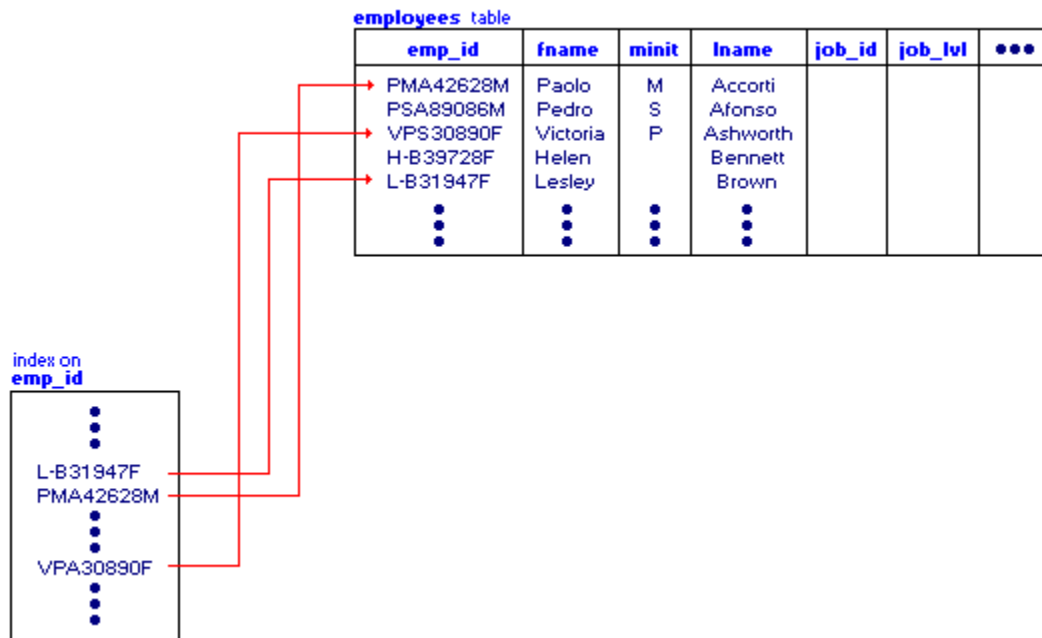 employees table
emp_id fname minit lname job_id job_lvl •••
PMA42628M Paolo M Accorti
PSA89086M Pedro S Afonso
VPS30890F Victoria P Ashworth
H-B39728F Helen Bennett
L-B31947F Lesley Brown
index on
emp_id
L-B31947F
PMA42628M
VPA30890F